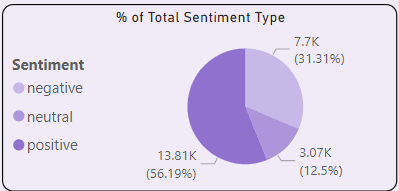 % of Total Sentiment Type
Sentiment
negative
neutral
positive
7.7K
(31.31%)
3.07K
(12.5%)
13.81K
(56.19%)